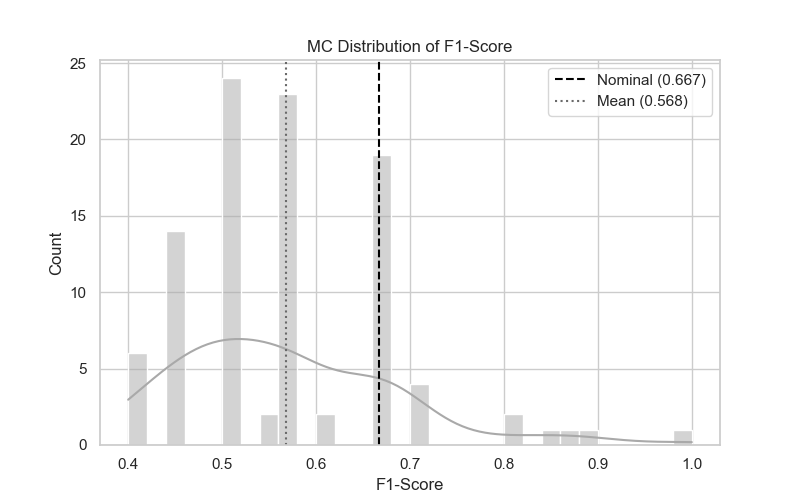 MC Distribution of F1-Score
Nominal (0.667)
Mean (0.568)
25
20
15
10
5
0
Count
0.4 0.5 0.6 0.7 0.8 0.9 1.0
F1-Score